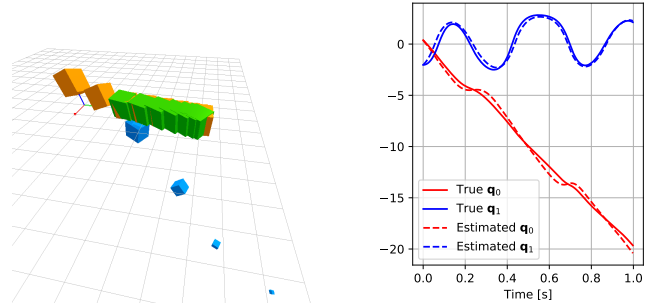 0
−5
−10
−15
−20
True q₀
True q₁
Estimated q₀
Estimated q₁
0.0 0.2 0.4 0.6 0.8 1.0
Time [s]